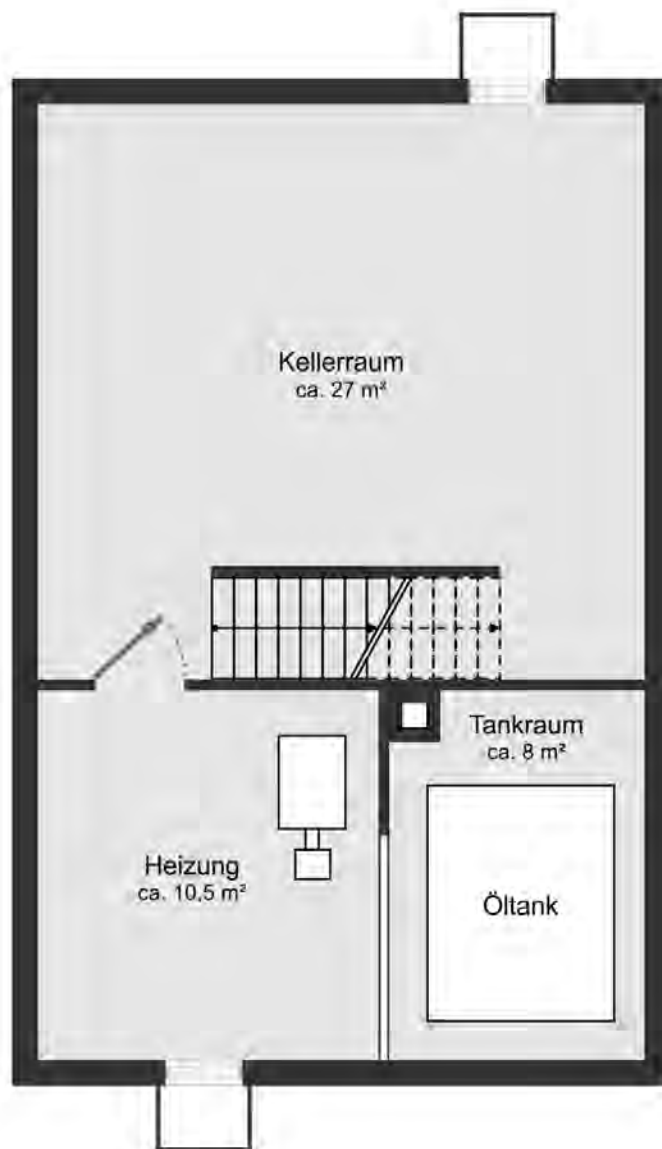 Kellerraum
ca. 27 m²
Tankraum
ca. 8 m²
Heizung
ca. 10,5 m²
Öltank